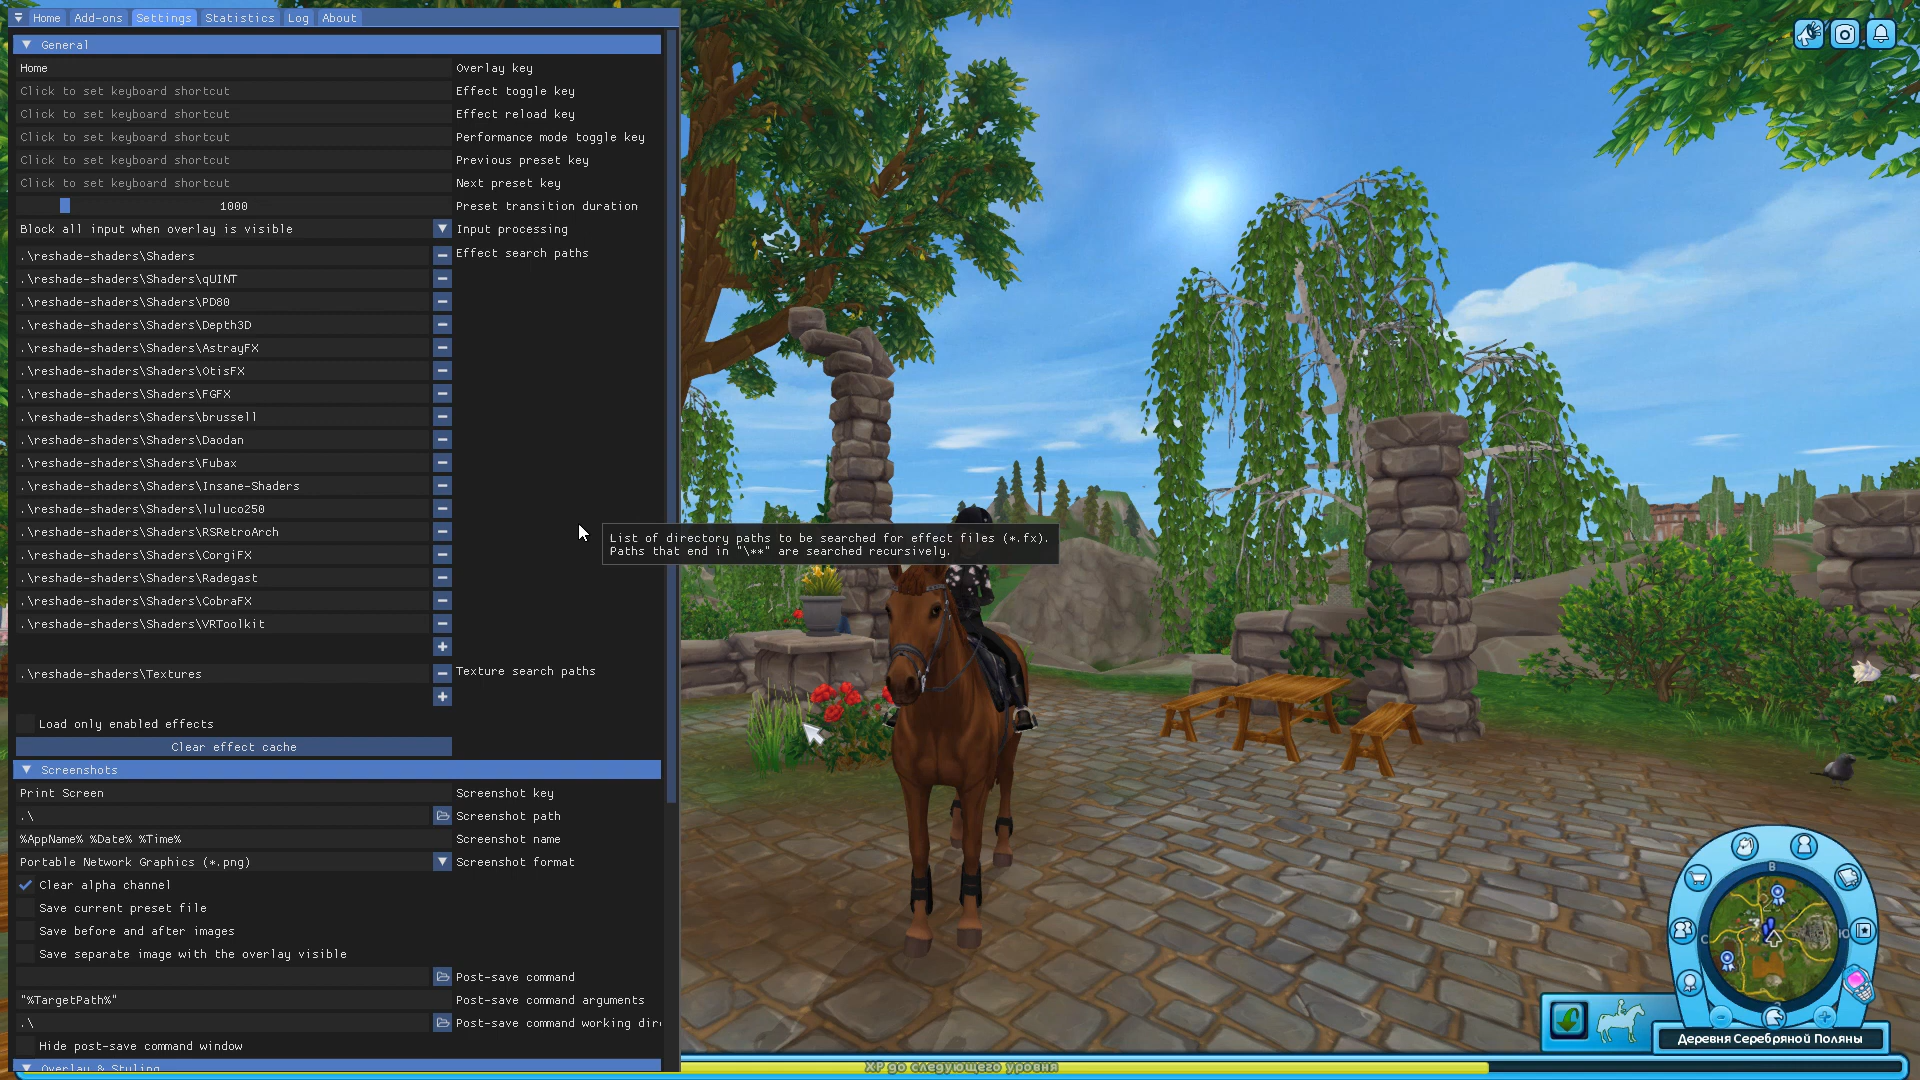 Home Add-ons Settings Statistics Log About
General
Home Overlay key
Click to set keyboard shortcut Effect toggle key
Click to set keyboard shortcut Effect reload key
Click to set keyboard shortcut Performance mode toggle key
Click to set keyboard shortcut Previous preset key
Click to set keyboard shortcut Next preset key
1000 Preset transition duration
Block all input when overlay is visible Input processing
.\reshade-shaders\Shaders Effect search paths
.\reshade-shaders\Shaders\qUINT
.\reshade-shaders\Shaders\PD80
.\reshade-shaders\Shaders\Depth3D
.\reshade-shaders\Shaders\AstrayFX
.\reshade-shaders\Shaders\OtisFX
.\reshade-shaders\Shaders\FGFX
.\reshade-shaders\Shaders\brussell
.\reshade-shaders\Shaders\Daodan
.\reshade-shaders\Shaders\Fubax
.\reshade-shaders\Shaders\Insane-Shaders
.\reshade-shaders\Shaders\luluco250
.\reshade-shaders\Shaders\RSRetroArch
.\reshade-shaders\Shaders\CorgiFX
.\reshade-shaders\Shaders\Radegast
.\reshade-shaders\Shaders\CobraFX
.\reshade-shaders\Shaders\VRToolkit
List of directory paths to be searched for effect files (*.fx).
Paths that end in "\**" are searched recursively.
.\reshade-shaders\Textures Texture search paths
Load only enabled effects
Clear effect cache
Screenshots
Print Screen Screenshot key
.\ Screenshot path
%AppName% %Date% %Time% Screenshot name
Portable Network Graphics (*.png) Screenshot format
Clear alpha channel
Save current preset file
Save before and after images
Save separate image with the overlay visible
Post-save command
"%TargetPath%" Post-save command arguments
.\ Post-save command working dir
Hide post-save command window
Overlay & Styling
В
С
Ю
Деревня Серебряной Поляны
XP до следующего уровня